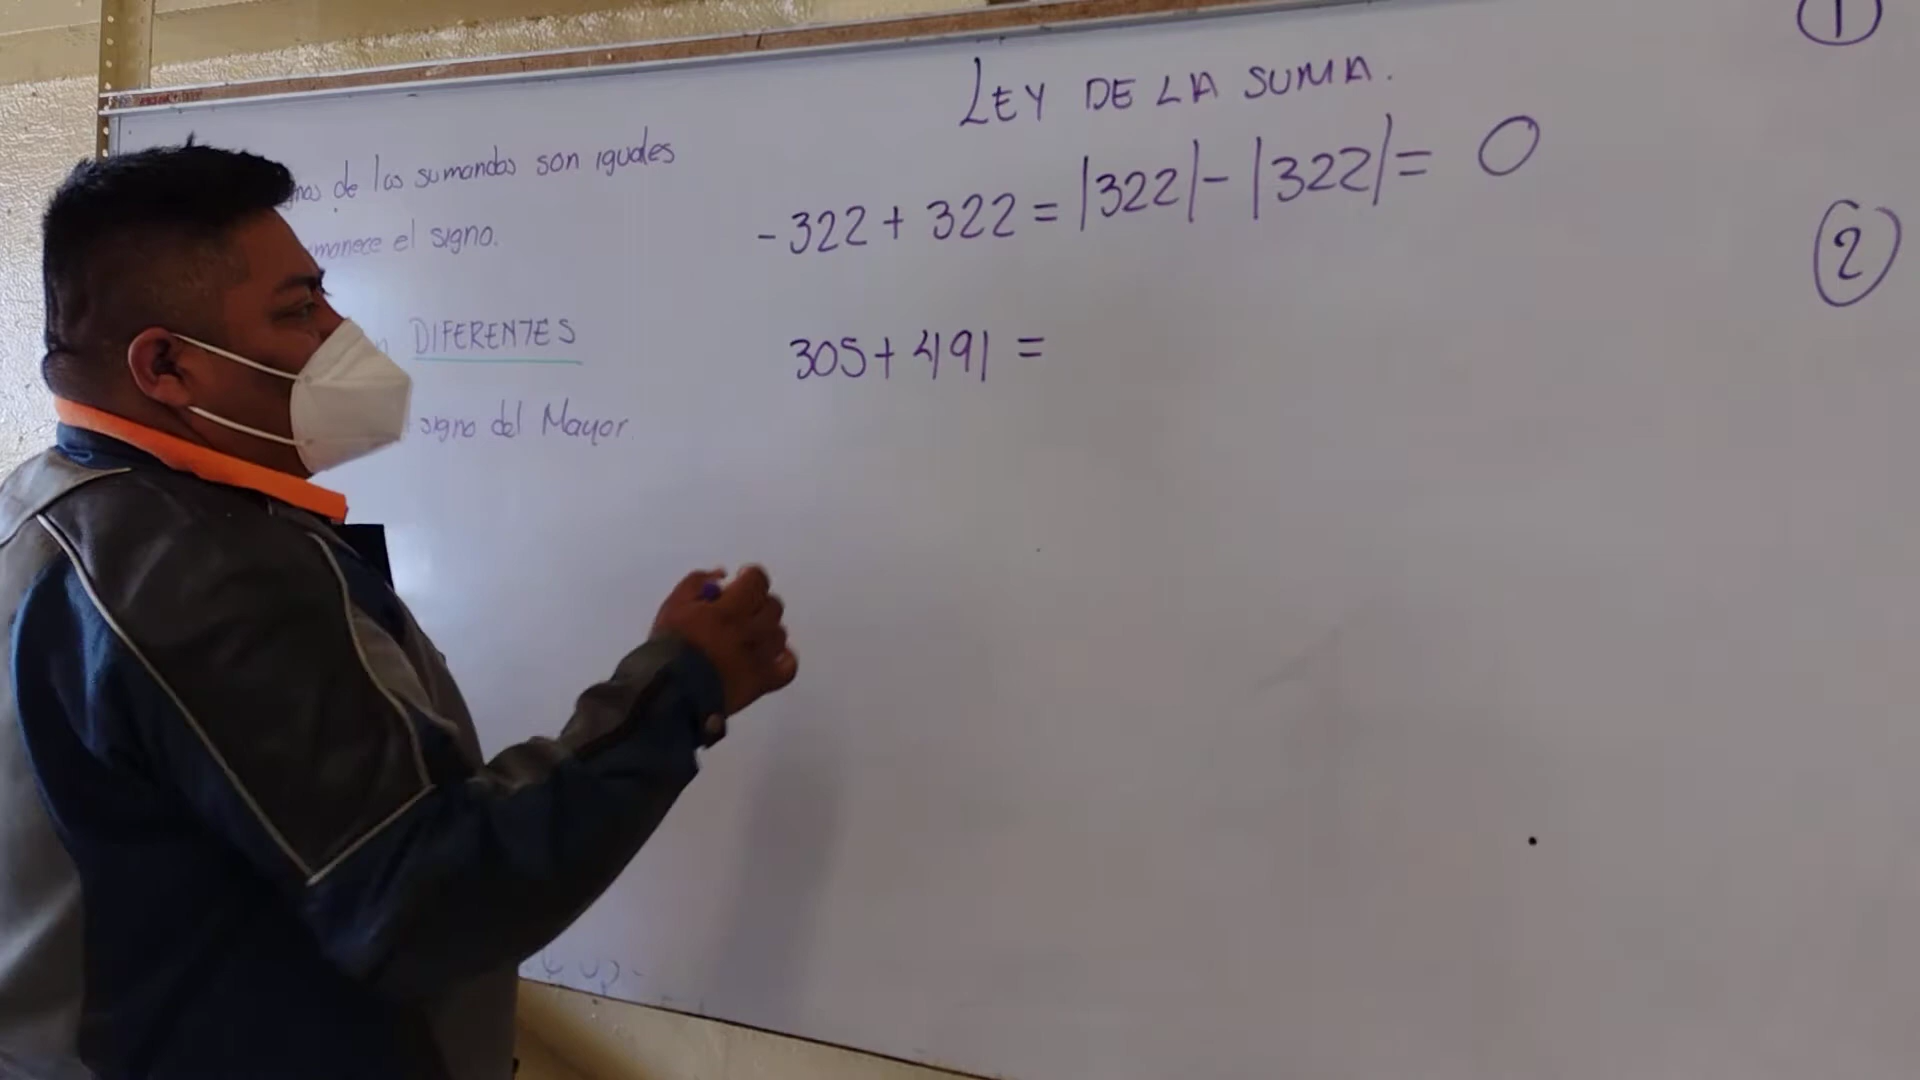 LEY DE LA SUMA.
de los sumandos son iguales
el signo.
DIFERENTES
signo del Mayor.
-322 + 322 = |322| - |322| = 0
305 + 491 =
1
2